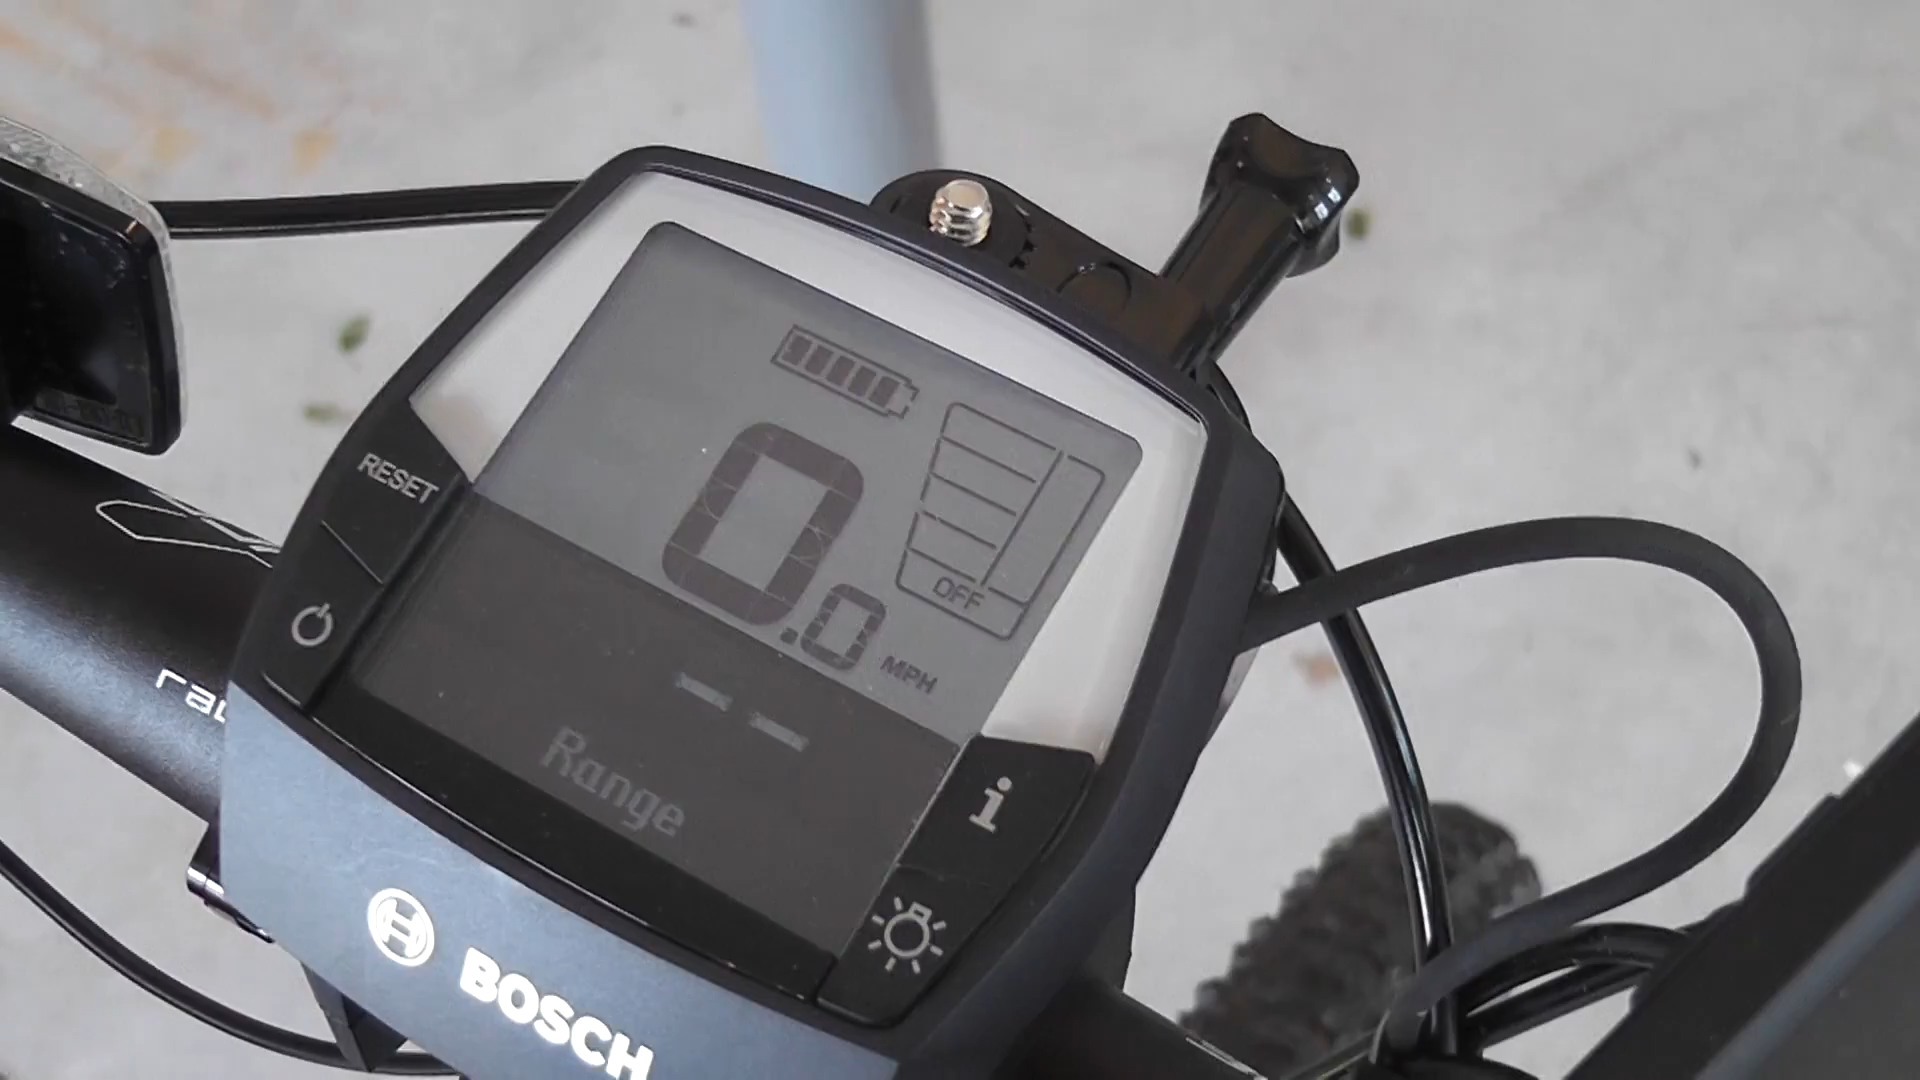 RESET
OFF
0.0 MPH
--
Range
i
BOSCH